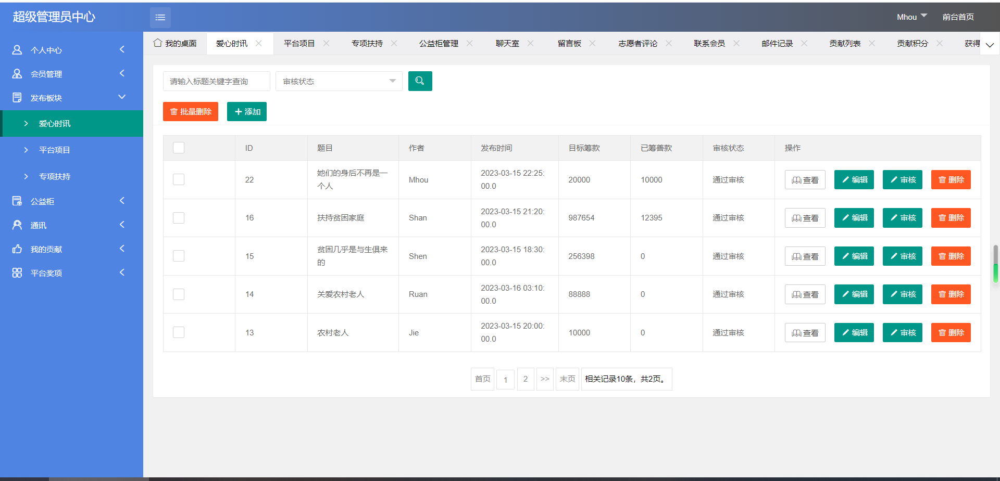 超级管理员中心
Mhou
前台首页
个人中心
会员管理
发布板块
爱心时讯
平台项目
专项扶持
公益柜
通讯
我的贡献
平台奖项
我的桌面 爱心时讯 平台项目 专项扶持 公益柜管理 聊天室 留言板 志愿者评论 联系会员 邮件记录 贡献列表 贡献积分 获得
请输入标题关键字查询 审核状态
批量删除 添加
ID 题目 作者 发布时间 目标筹款 已筹善款 审核状态 操作
22 她们的身后不再是一 Mhou 2023-03-15 22:25: 20000 10000 通过审核 查看 编辑 审核 删除
个人 00.0
16 扶持贫困家庭 Shan 2023-03-15 21:20: 987654 12395 通过审核 查看 编辑 审核 删除
00.0
15 贫困几乎是与生俱来 Shen 2023-03-15 18:30: 256398 0 通过审核 查看 编辑 审核 删除
的 00.0
14 关爱农村老人 Ruan 2023-03-16 03:10: 88888 0 通过审核 查看 编辑 审核 删除
00.0
13 农村老人 Jie 2023-03-15 20:00: 10000 0 通过审核 查看 编辑 审核 删除
00.0
首页 1 2 >> 末页 相关记录10条，共2页。